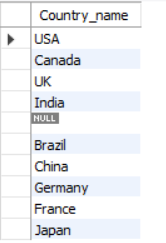 Country_name
USA
Canada
UK
India
NULL
Brazil
China
Germany
France
Japan